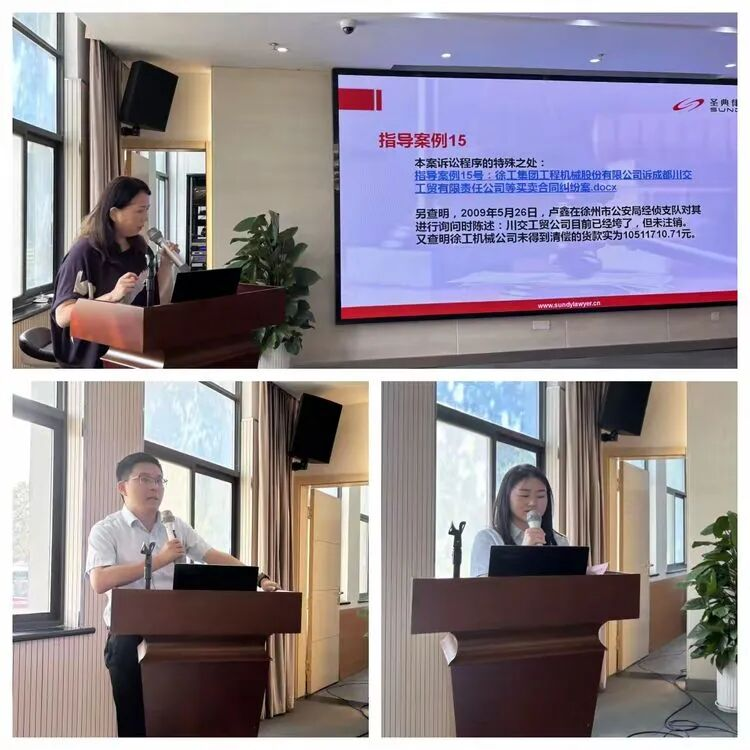 圣典律
SUND
指导案例15
本案诉讼程序的特殊之处：
指导案例15号：徐工集团工程机械股份有限公司诉成都川交
工贸有限责任公司等买卖合同纠纷案.docx
另查明，2009年5月26日，卢鑫在徐州市公安局经侦支队对其
进行询问时陈述：川交工贸公司目前已经垮了，但未注销。
又查明徐工机械公司未得到清偿的货款实为10511710.71元。
www.sundylawyer.cn